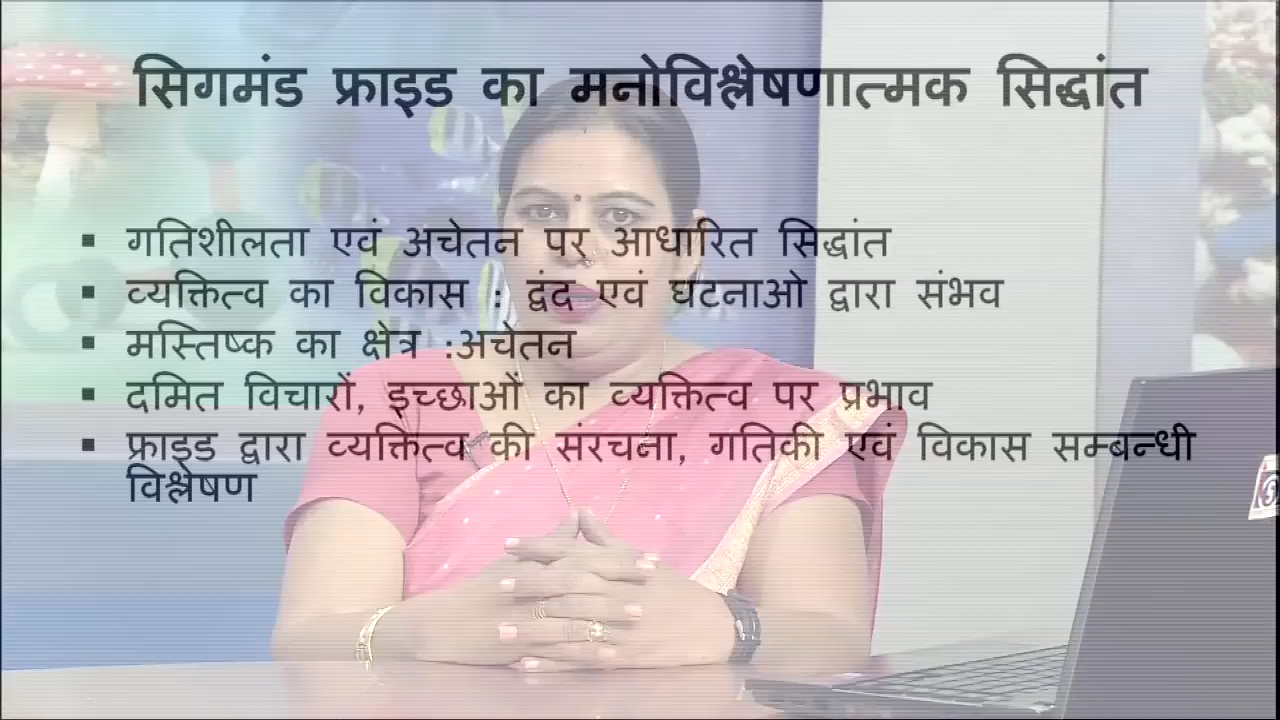 सिगमंड फ्राइड का मनोविश्लेषणात्मक सिद्धांत
▪ गतिशीलता एवं अचेतन पर आधारित सिद्धांत
▪ व्यक्तित्व का विकास : द्वंद एवं घटनाओ द्वारा संभव
▪ मस्तिष्क का क्षेत्र :अचेतन
▪ दमित विचारों, इच्छाओं का व्यक्तित्व पर प्रभाव
▪ फ्राइड द्वारा व्यक्तित्व की संरचना, गतिकी एवं विकास सम्बन्धी
विश्लेषण